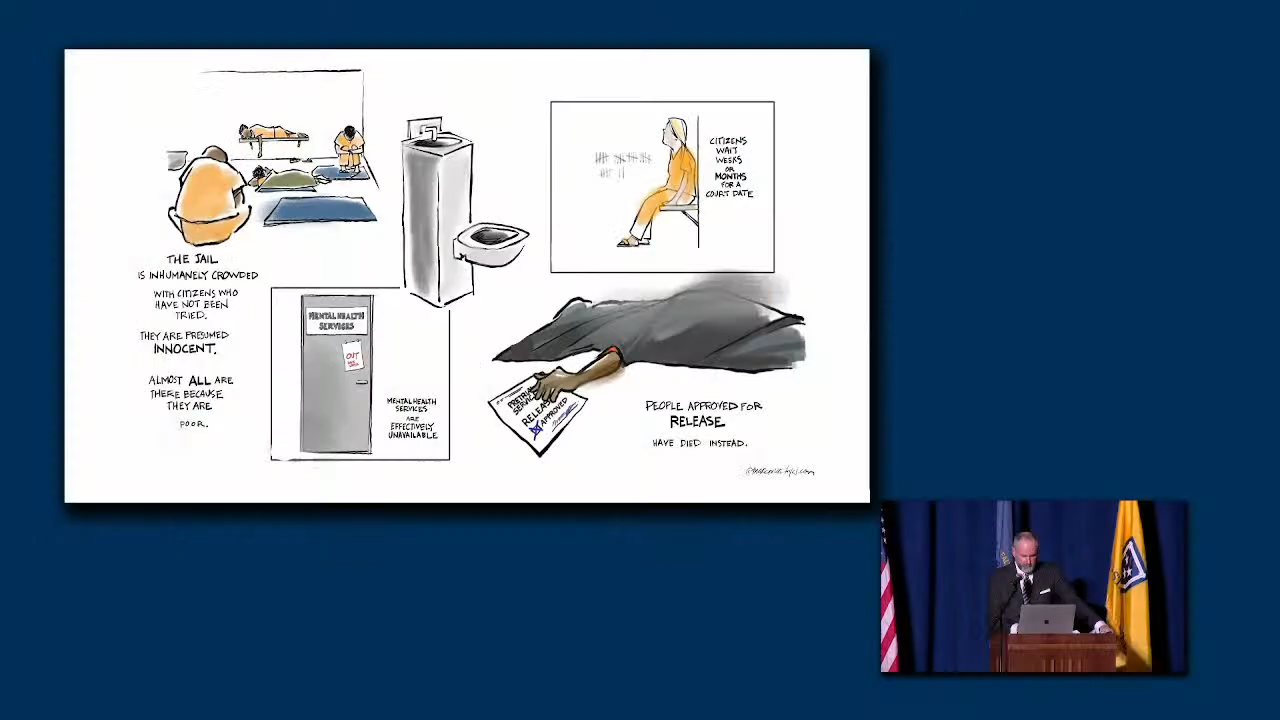 THE JAIL
IS INHUMANELY CROWDED
WITH CITIZENS WHO
HAVE NOT BEEN
TRIED.
THEY ARE PRESUMED
INNOCENT.
ALMOST ALL ARE
THERE BECAUSE
THEY ARE
POOR.
MENTAL HEALTH
SERVICES
OUT
MENTAL HEALTH
SERVICES
ARE
EFFECTIVELY
UNAVAILABLE
CITIZENS
WAIT
WEEKS
OR
MONTHS
FOR A
COURT DATE
PRETRIAL
SERVICES
RELEASE
APPROVED
PEOPLE APPROVED FOR
RELEASE
HAVE DIED INSTEAD.